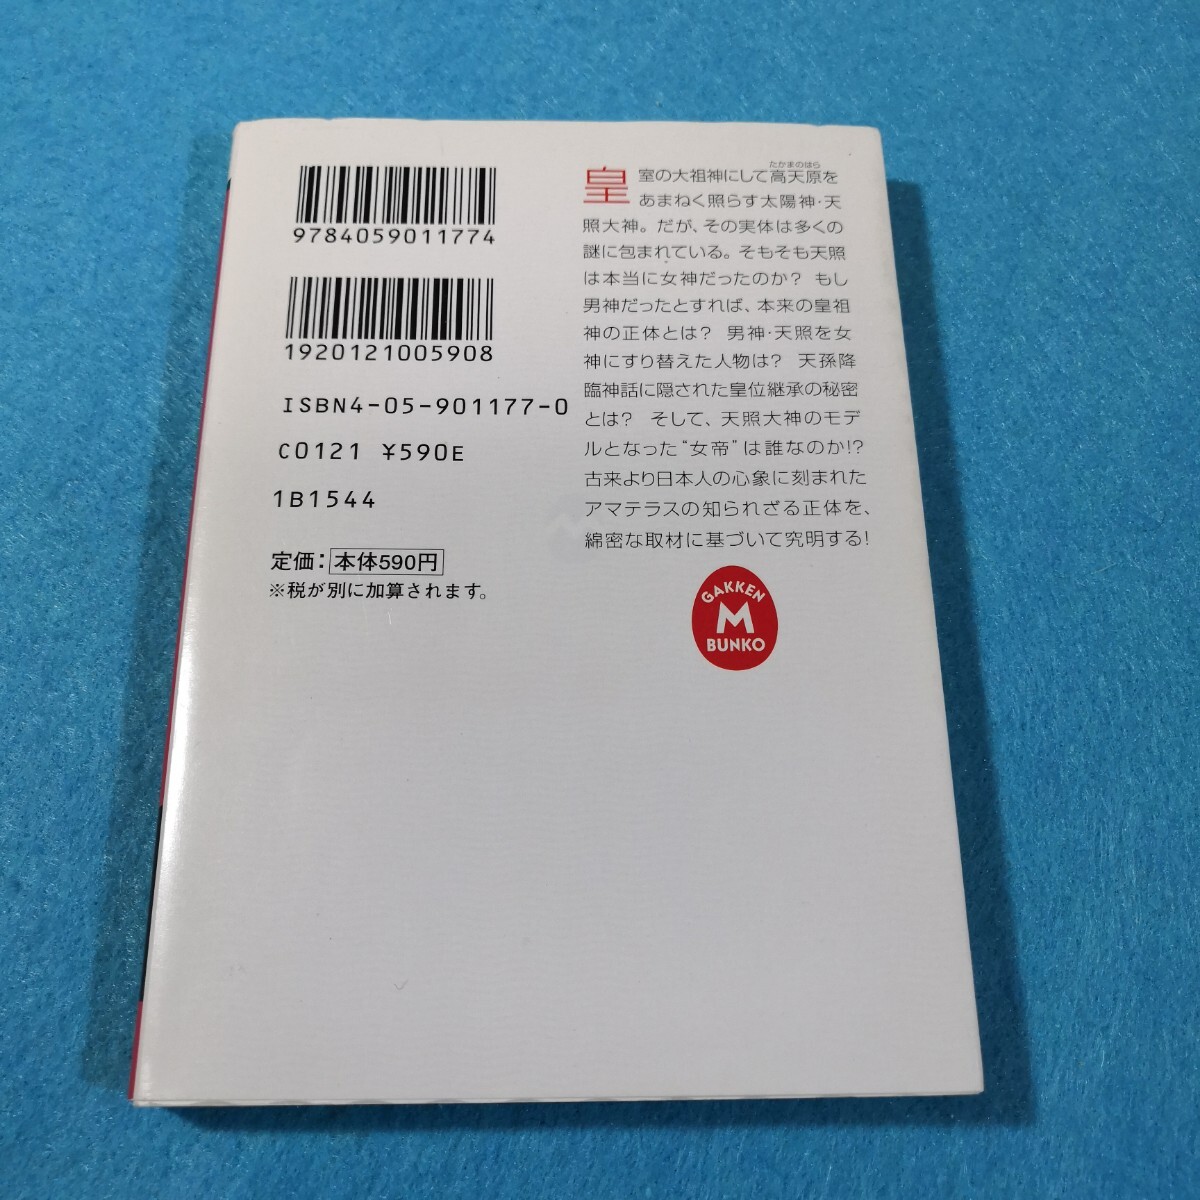 9784059011774
1920121005908
ISBN4-05-901177-0
C0121 ¥590E
1B1544
定価：本体590円
※税が別に加算されます。
たかまのはら
皇室の大祖神にして高天原を
あまねく照らす太陽神・天
照大神。だが、その実体は多くの
謎に包まれている。そもそも天照
は本当に女神だったのか？ もし
男神だったとすれば、本来の皇祖
神の正体とは？ 男神・天照を女
神にすり替えた人物は？ 天孫降
臨神話に隠された皇位継承の秘密
とは？ そして、天照大神のモデ
ルとなった“女帝”は誰なのか!?
古来より日本人の心象に刻まれた
アマテラスの知られざる正体を、
綿密な取材に基づいて究明する！
GAKKEN
M
BUNKO